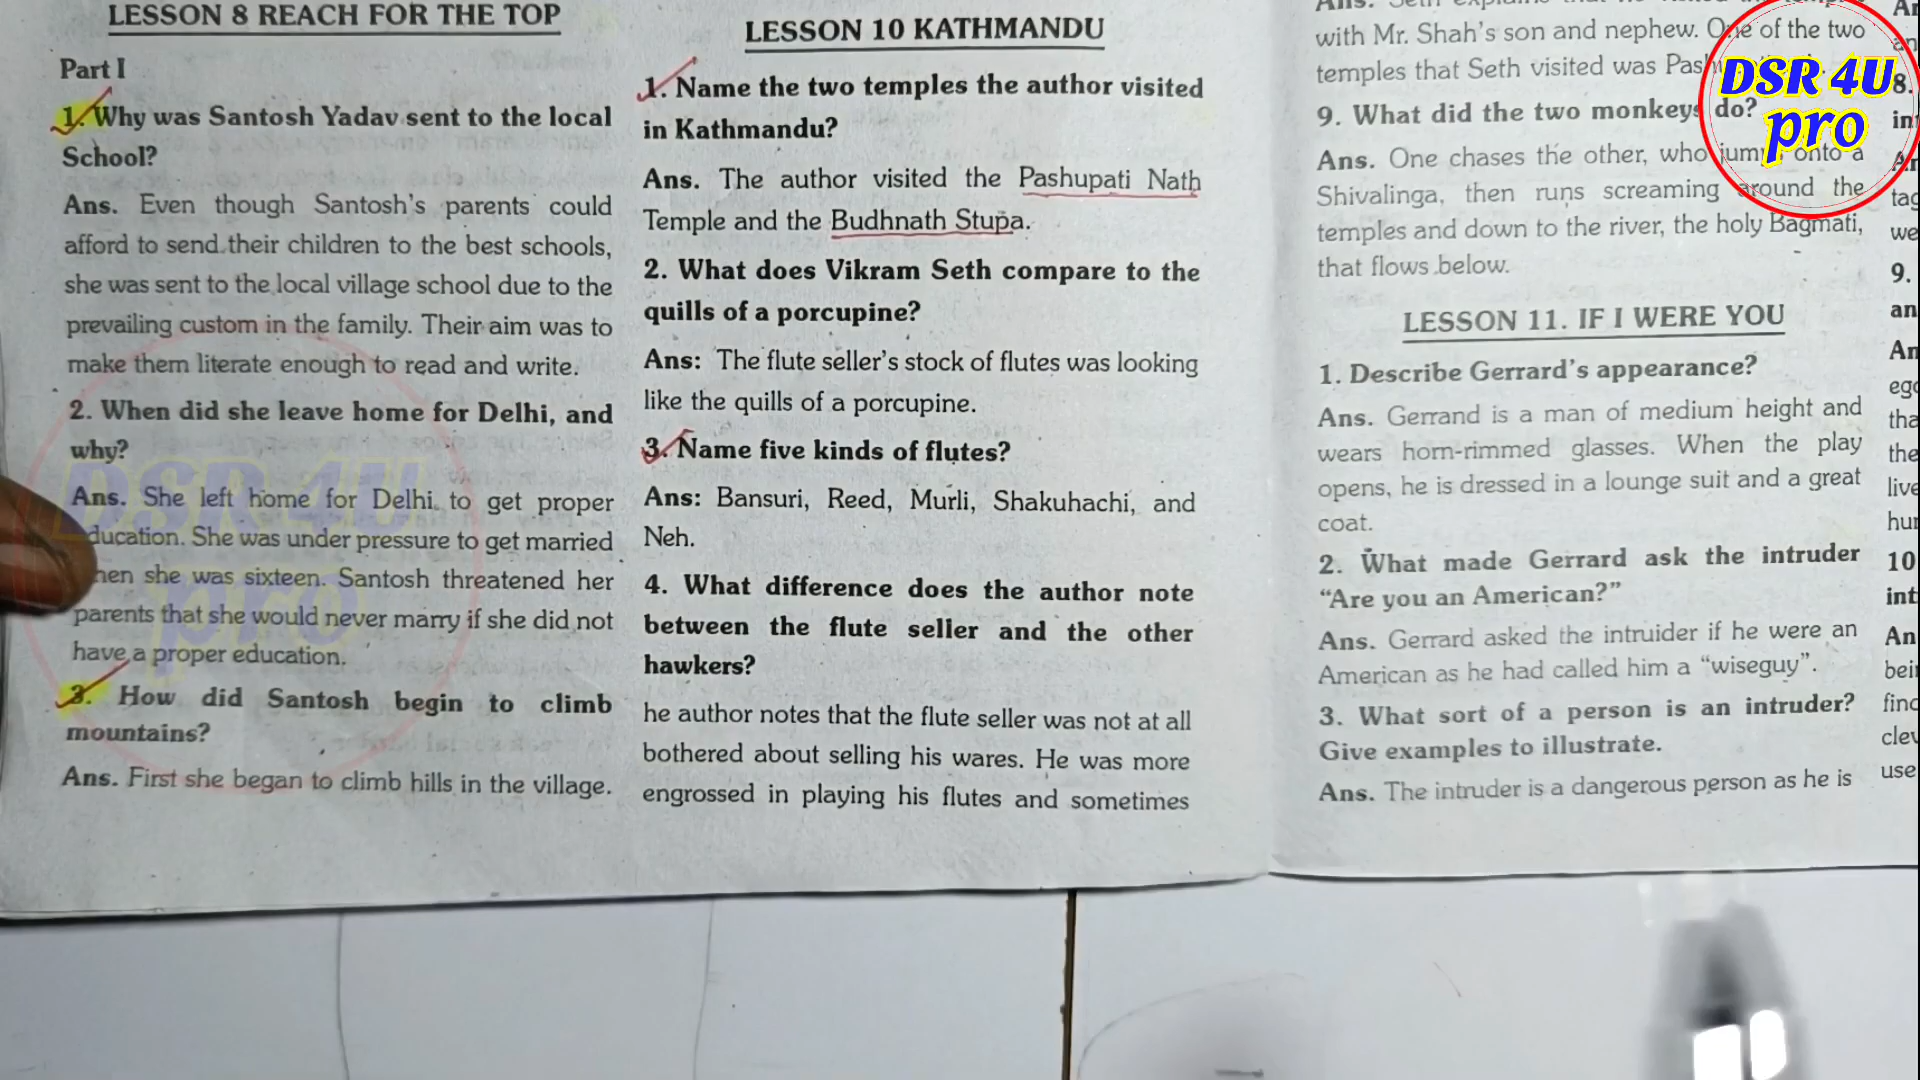 LESSON 8 REACH FOR THE TOP
Part I
1. Why was Santosh Yadav sent to the local
School?
Ans. Even though Santosh's parents could
afford to send their children to the best schools,
she was sent to the local village school due to the
prevailing custom in the family. Their aim was to
make them literate enough to read and write.
2. When did she leave home for Delhi, and
why?
Ans. She left home for Delhi to get proper
education. She was under pressure to get married
she was sixteen. Santosh threatened her
parents that she would never marry if she did not
have a proper education.
3. How did Santosh begin to climb
mountains?
Ans. First she began to climb hills in the village.
LESSON 10 KATHMANDU
1. Name the two temples the author visited
in Kathmandu?
Ans. The author visited the Pashupati Nath
Temple and the Budhnath Stupa.
2. What does Vikram Seth compare to the
quills of a porcupine?
Ans: The flute seller's stock of flutes was looking
like the quills of a porcupine.
3. Name five kinds of flutes?
Ans: Bansuri, Reed, Murli, Shakuhachi, and
Neh.
4. What difference does the author note
between the flute seller and the other
hawkers?
he author notes that the flute seller was not at all
bothered about selling his wares. He was more
engrossed in playing his flutes and sometimes
with Mr. Shah's son and nephew. One of the two
temples that Seth visited was
9. What did the two monkeys do?
Ans. One chases the other, who jumps onto a
Shivalinga, then runs screaming around the
temples and down to the river, the holy Bagmati,
that flows below.
LESSON 11. IF I WERE YOU
1. Describe Gerrard's appearance?
Ans. Gerrand is a man of medium height and
wears horn-rimmed glasses. When the play
opens, he is dressed in a lounge suit and a great
coat.
2. What made Gerrard ask the intruder
"Are you an American?"
Ans. Gerrard asked the intruider if he were an
American as he had called him a "wiseguy".
3. What sort of a person is an intruder?
Give examples to illustrate.
Ans. The intruder is a dangerous person as he is
8.
9.
10
use
DSR 4U
pro
DSR 4U
pro